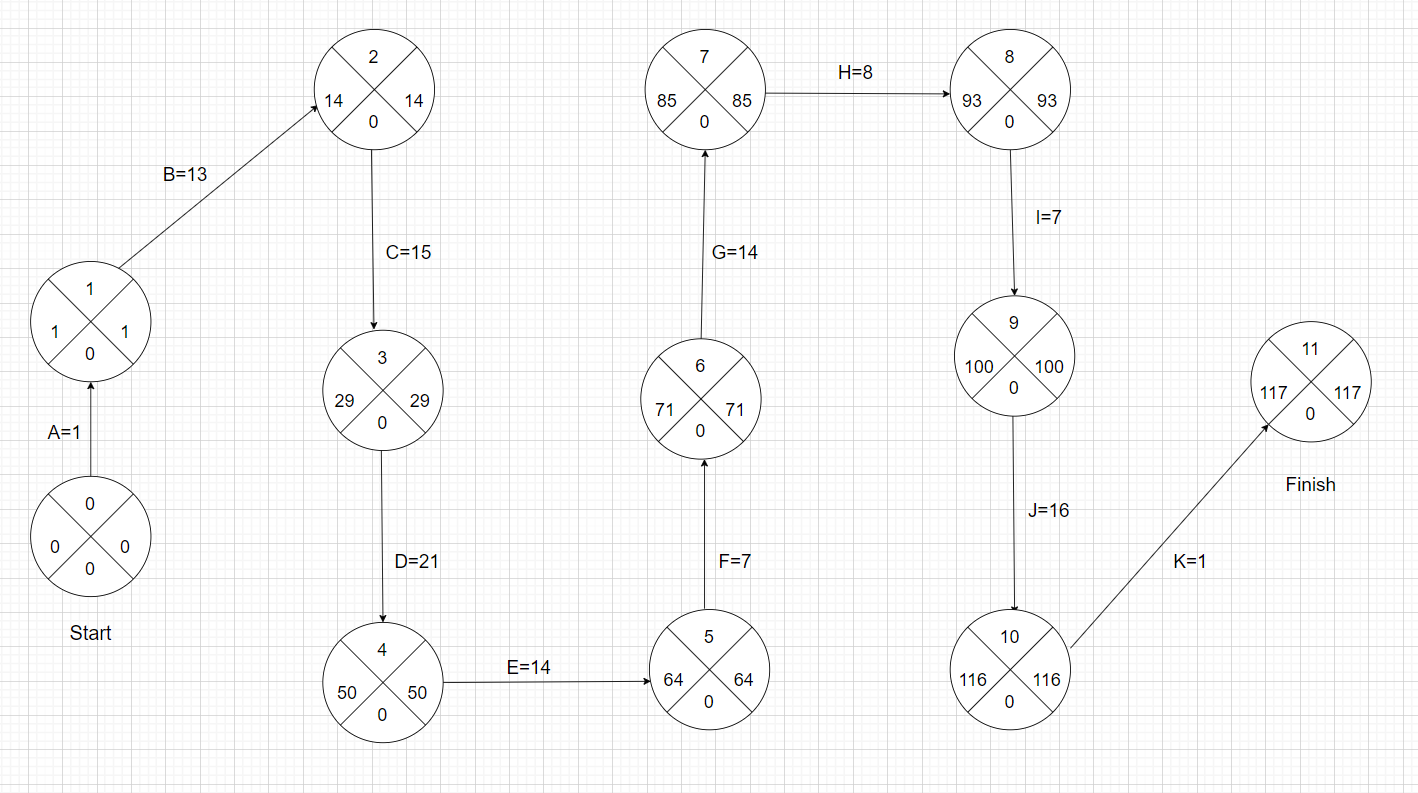 2
14 14
0
7
85 85
0
H=8
8
93 93
0
B=13
I=7
C=15
G=14
1
1 1
0
3
29 29
0
6
71 71
0
9
100 100
0
11
117 117
0
Finish
A=1
0
0 0
0
Start
D=21
F=7
J=16
K=1
4
50 50
0
E=14
5
64 64
0
10
116 116
0